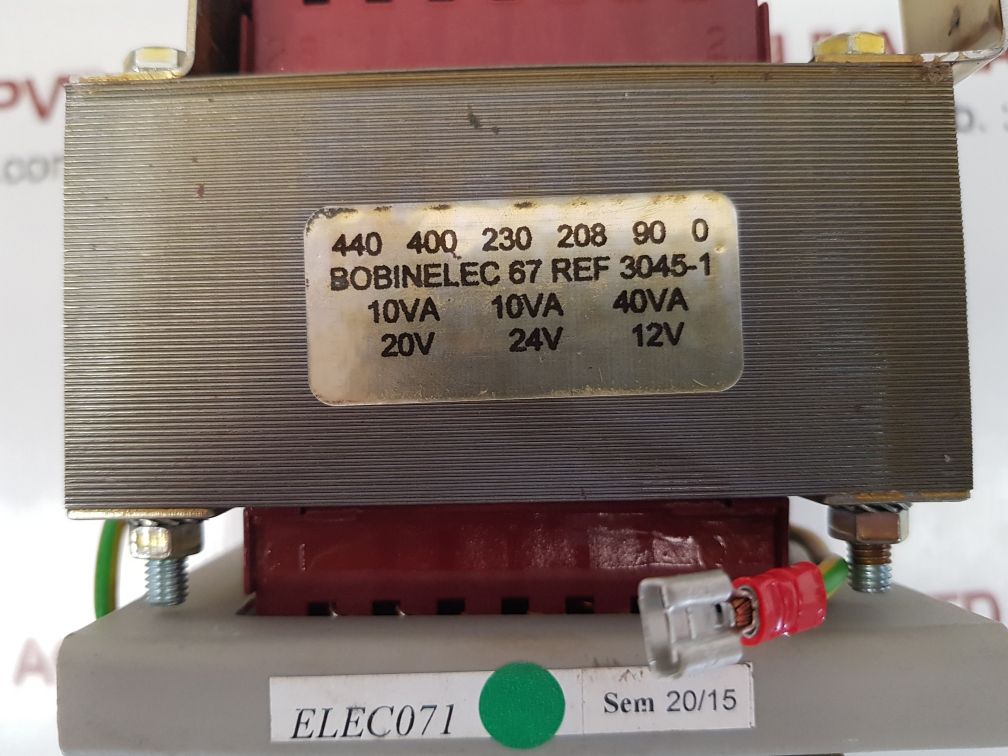 440 400 230 208 90 0
BOBINELEC 67 REF 3045-1
10VA 10VA 40VA
20V 24V 12V
ELEC071 Sem 20/15